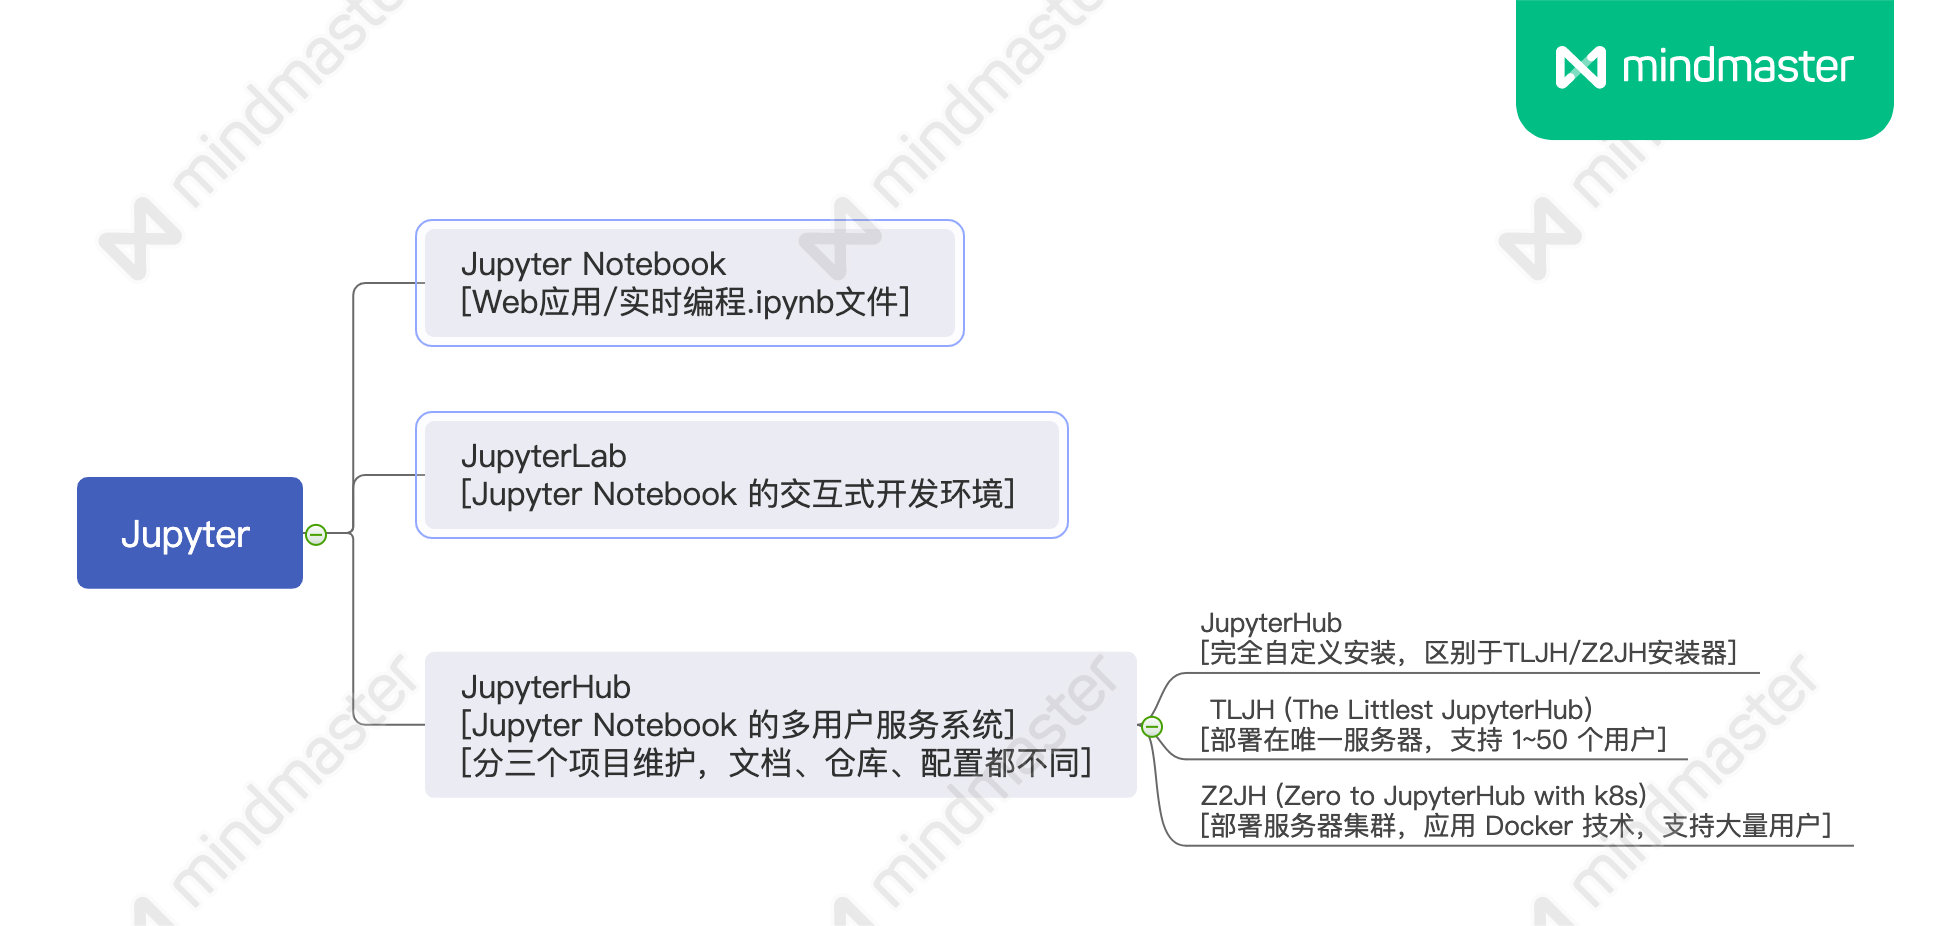 mindmaster
Jupyter
Jupyter Notebook
[Web应用/实时编程.ipynb文件]
JupyterLab
[Jupyter Notebook 的交互式开发环境]
JupyterHub
[Jupyter Notebook 的多用户服务系统]
[分三个项目维护，文档、仓库、配置都不同]
JupyterHub
[完全自定义安装，区别于TLJH/Z2JH安装器]
TLJH (The Littlest JupyterHub)
[部署在唯一服务器，支持 1~50 个用户]
Z2JH (Zero to JupyterHub with k8s)
[部署服务器集群，应用 Docker 技术，支持大量用户]
mindmaster
mindmaster
min
mindmaster
mindmaster
mindmaster